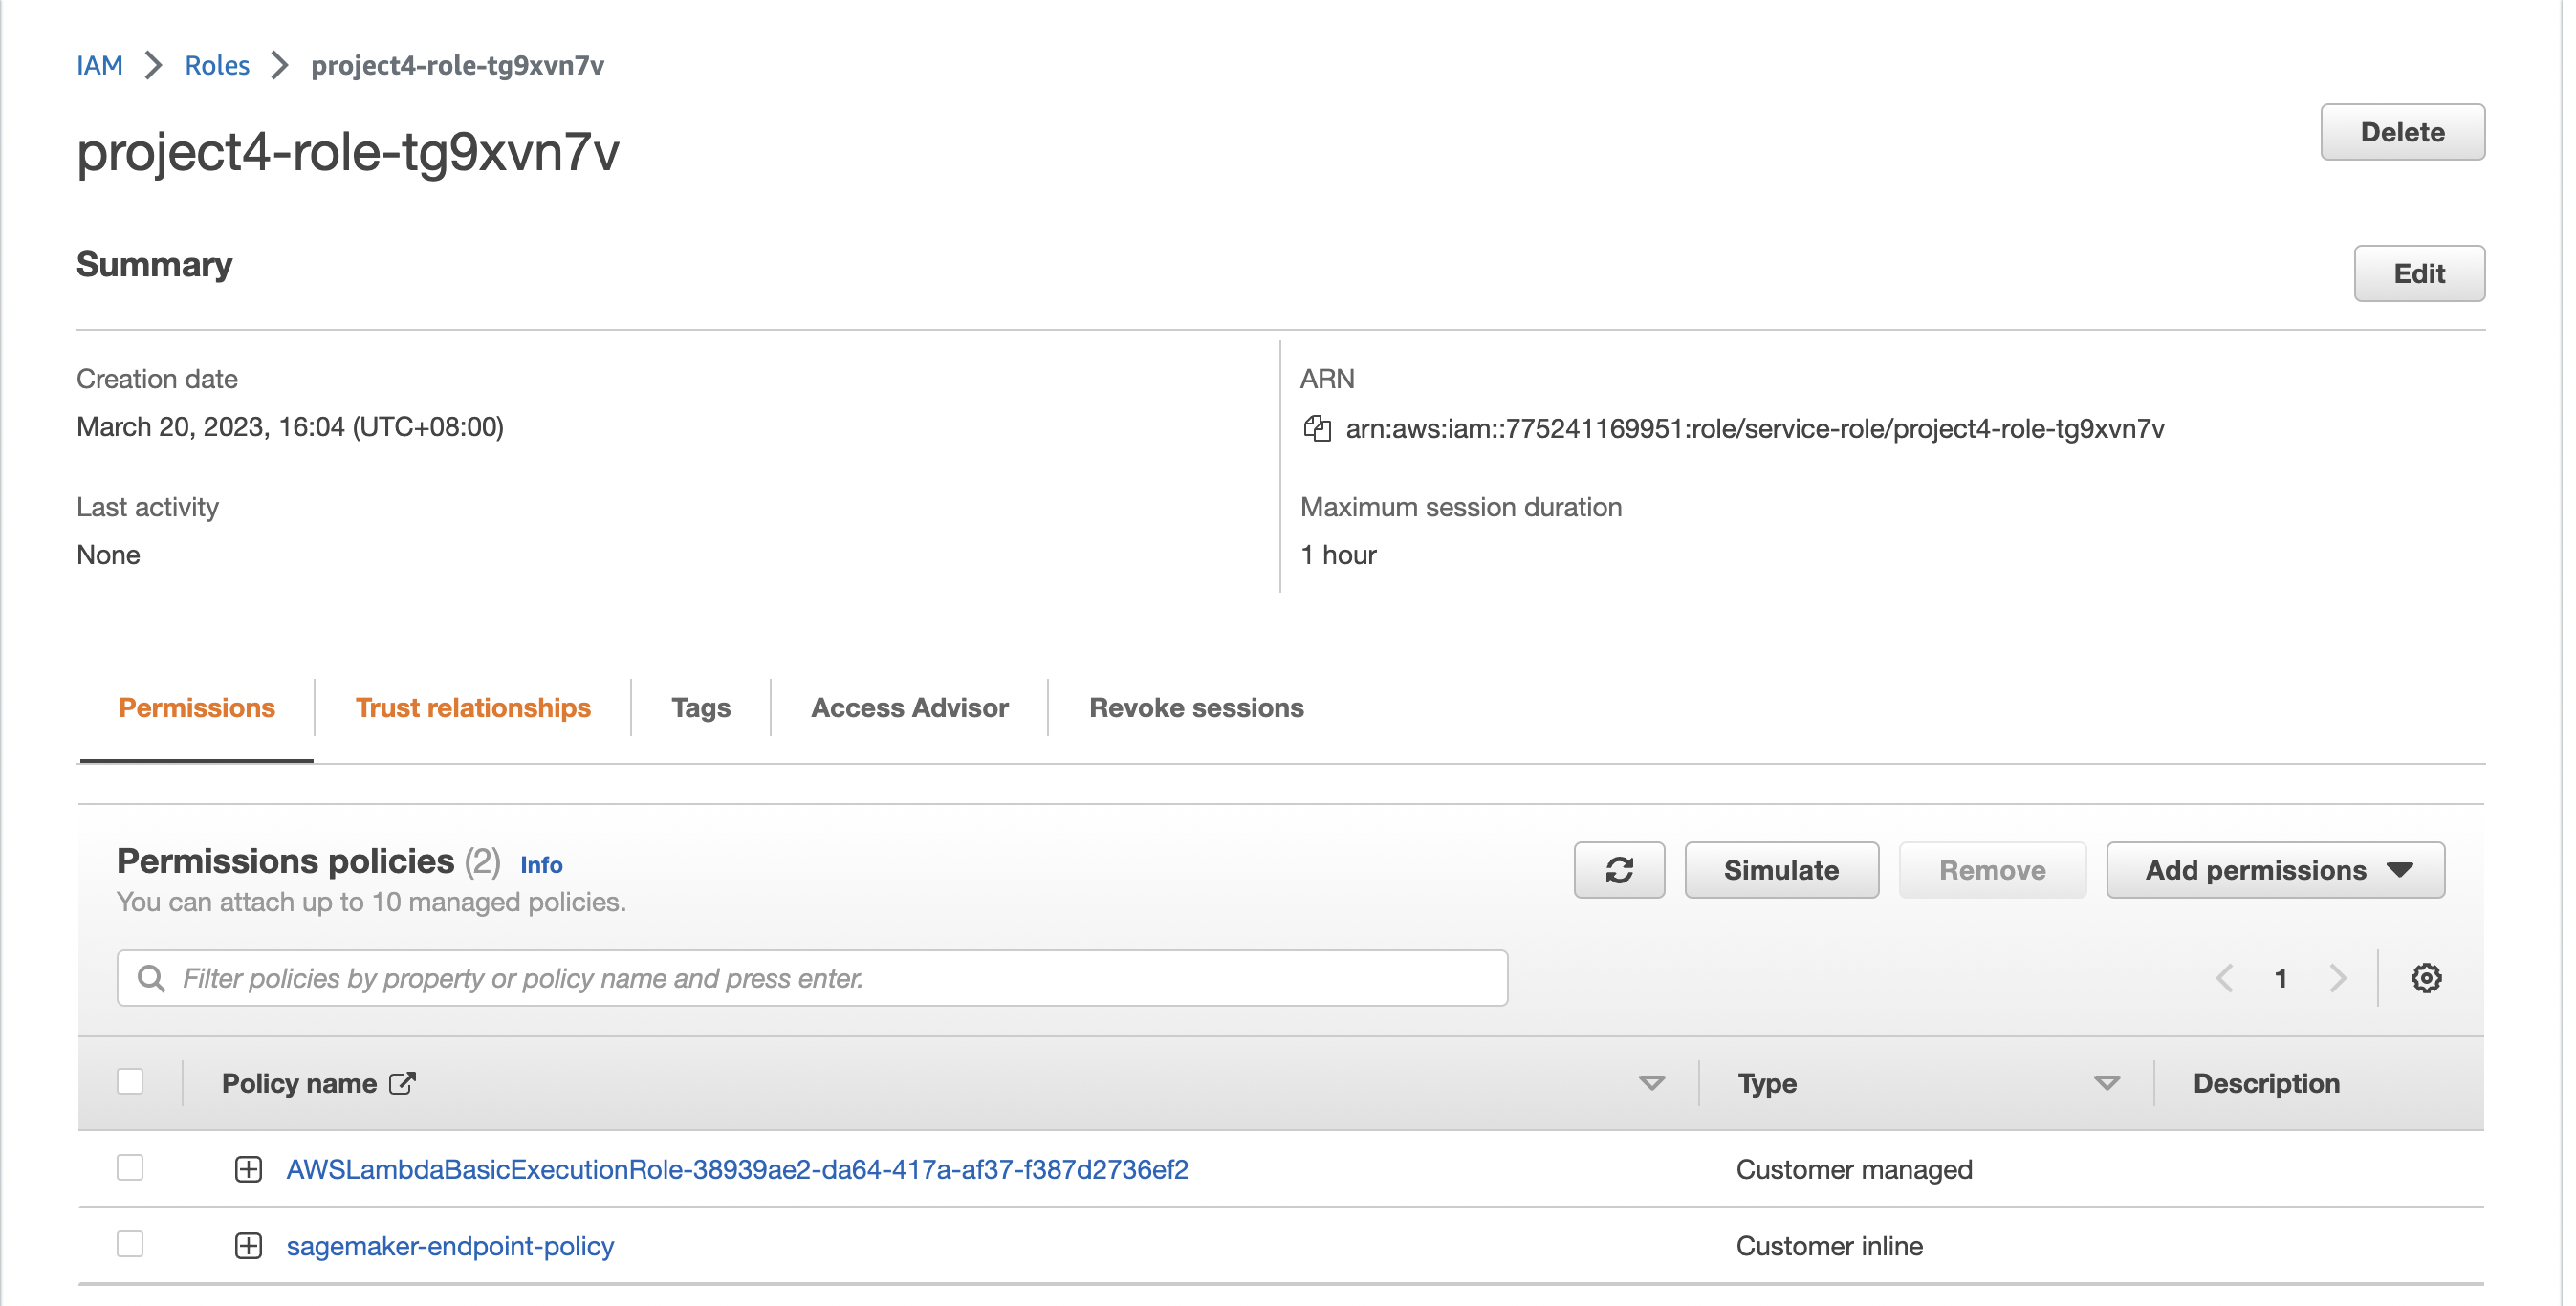 IAM > Roles > project4-role-tg9xvn7v
project4-role-tg9xvn7v
Delete
Summary
Edit
Creation date
March 20, 2023, 16:04 (UTC+08:00)
ARN
arn:aws:iam::775241169951:role/service-role/project4-role-tg9xvn7v
Last activity
None
Maximum session duration
1 hour
Permissions Trust relationships Tags Access Advisor Revoke sessions
Permissions policies (2) Info
You can attach up to 10 managed policies.
Simulate Remove Add permissions
Filter policies by property or policy name and press enter.
1
Policy name Type Description
AWSLambdaBasicExecutionRole-38939ae2-da64-417a-af37-f387d2736ef2 Customer managed
sagemaker-endpoint-policy Customer inline